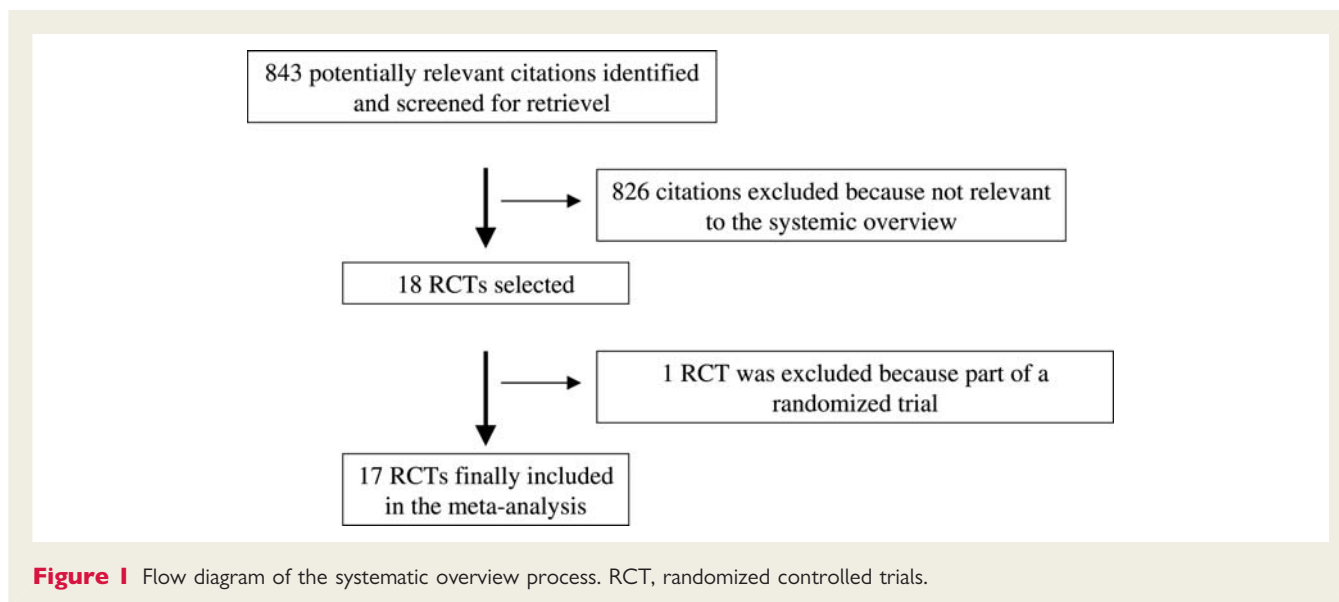 843 potentially relevant citations identified
and screened for retrievel
826 citations excluded because not relevant
to the systemic overview
18 RCTs selected
1 RCT was excluded because part of a
randomized trial
17 RCTs finally included
in the meta-analysis
Figure 1 Flow diagram of the systematic overview process. RCT, randomized controlled trials.